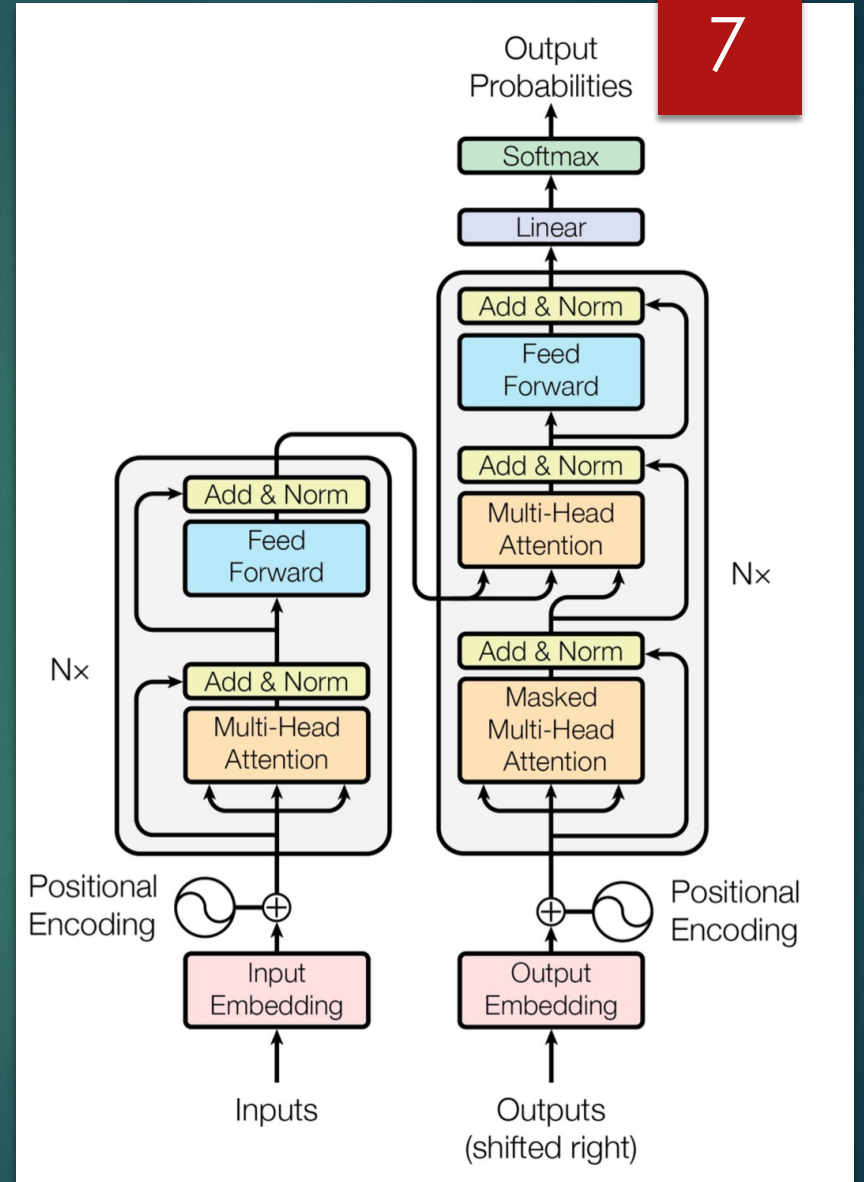 7
Output
Probabilities
Softmax
Linear
Add & Norm
Feed
Forward
Add & Norm
Multi-Head
Attention
Add & Norm
Masked
Multi-Head
Attention
N×
Add & Norm
Feed
Forward
Add & Norm
Multi-Head
Attention
N×
Positional
Encoding
Positional
Encoding
Input
Embedding
Output
Embedding
Inputs
Outputs
(shifted right)